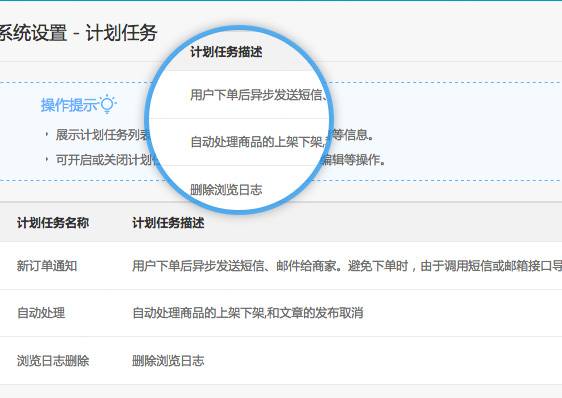 系统设置 - 计划任务
计划任务描述
用户下单后异步发送短信、
自动处理商品的上架下架,
删除浏览日志
操作提示
展示计划任务列表 等信息。
可开启或关闭计划 编辑等操作。
计划任务名称 计划任务描述
新订单通知 用户下单后异步发送短信、邮件给商家。避免下单时，由于调用短信或邮箱接口导
自动处理 自动处理商品的上架下架,和文章的发布取消
浏览日志删除 删除浏览日志